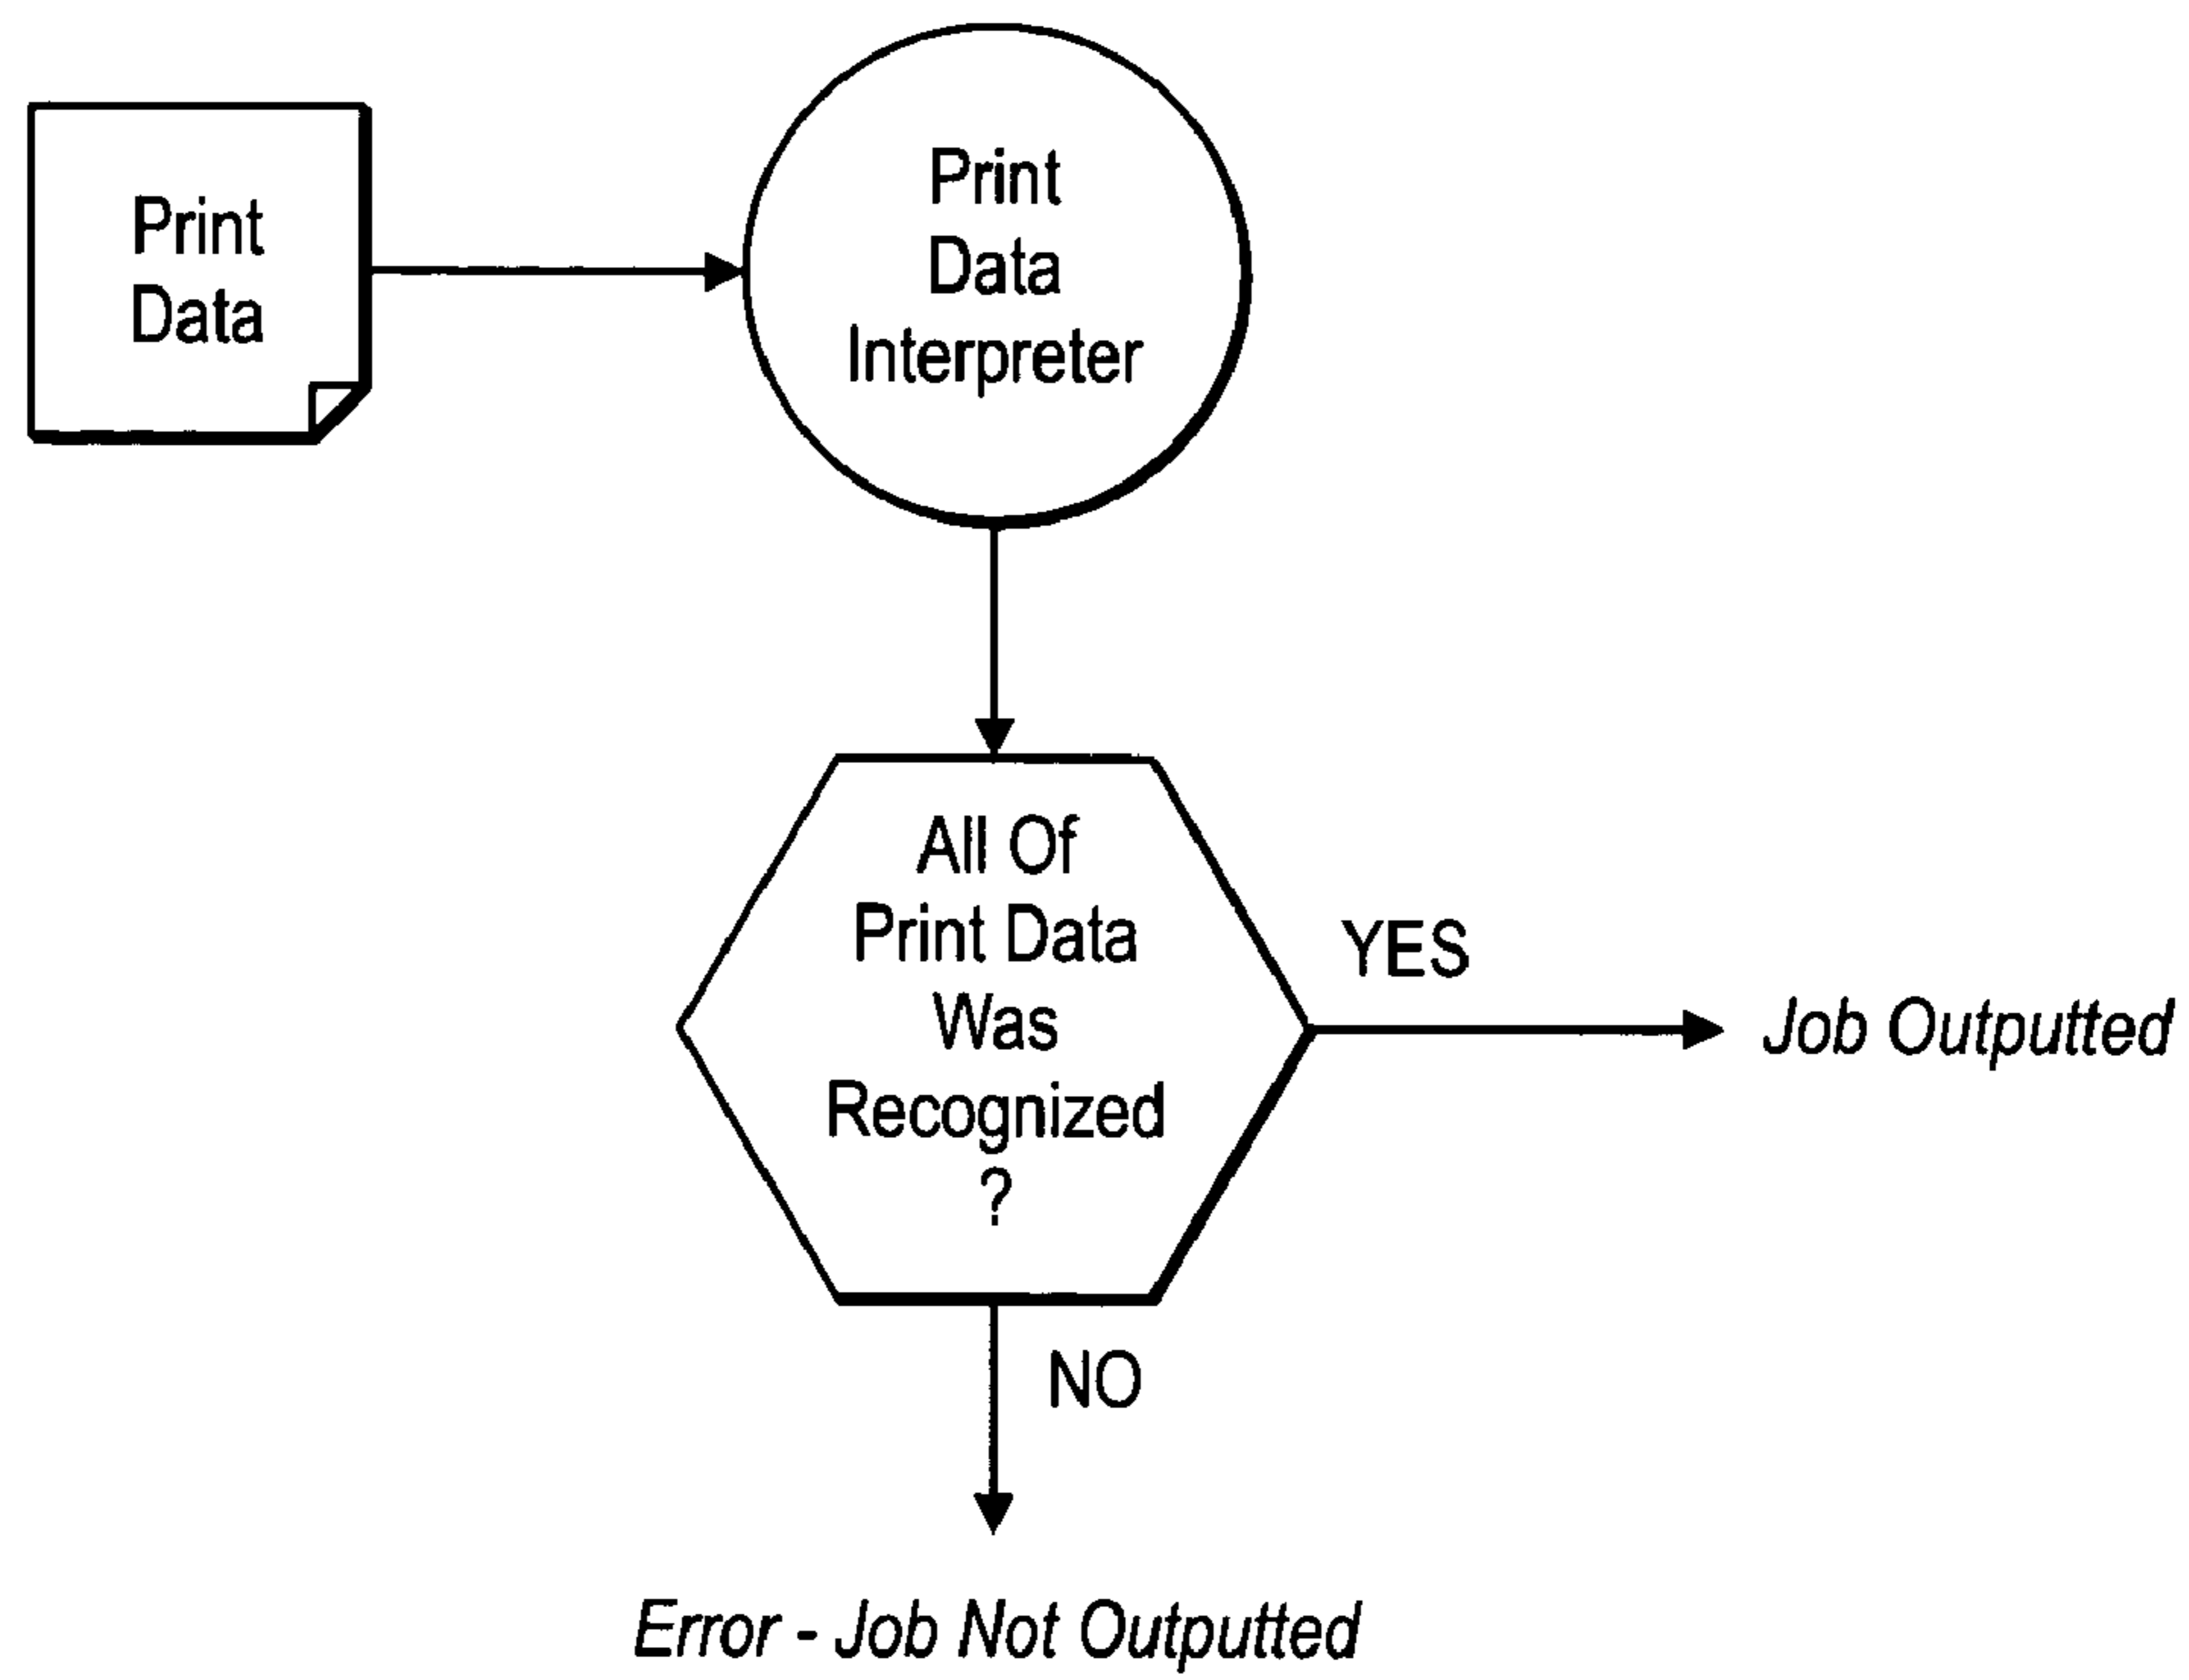 Print
Data
Print
Data
Interpreter
All Of
Print Data
Was
Recognized
?
YES
Job Outputted
NO
Error - Job Not Outputted